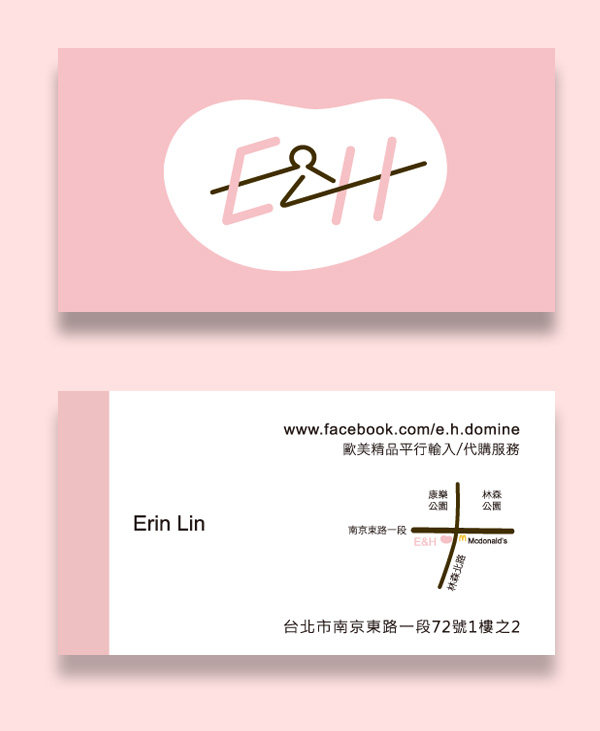 E&H
www.facebook.com/e.h.domine
歐美精品平行輸入/代購服務
Erin Lin
康樂
公園
林森
公園
南京東路一段
E&H
Mcdonald's
林森北路
台北市南京東路一段72號1樓之2